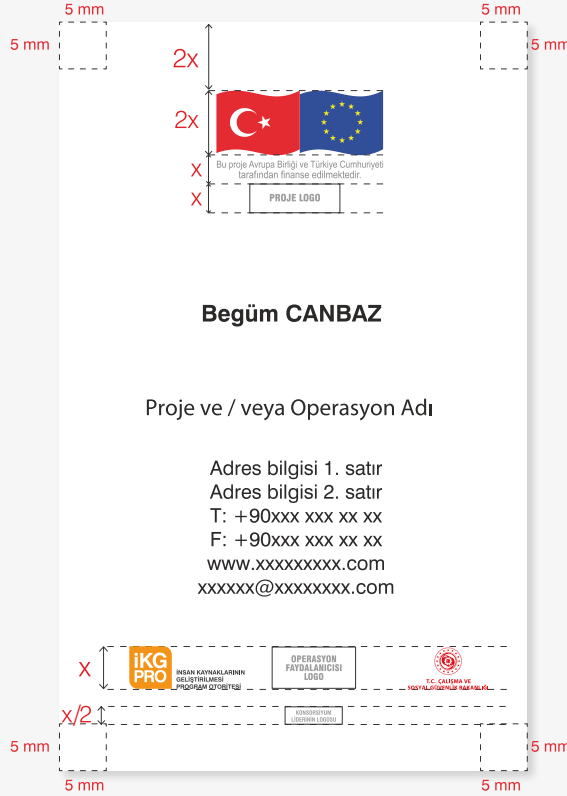 5 mm
5 mm
5 mm
5 mm
2x
2x
x
Bu proje Avrupa Birliği ve Türkiye Cumhuriyeti
tarafından finanse edilmektedir.
x
PROJE LOGO
Begüm CANBAZ
Proje ve / veya Operasyon Adı
Adres bilgisi 1. satır
Adres bilgisi 2. satır
T: +90xxx xxx xx xx
F: +90xxx xxx xx xx
www.xxxxxxxxx.com
xxxxxx@xxxxxxxx.com
x
iKG
PRO
İNSAN KAYNAKLARININ
GELİŞTİRİLMESİ
PROGRAM OTORİTESİ
OPERASYON
FAYDALANICISI
LOGO
T.C. ÇALIŞMA VE
SOSYAL GÜVENLİK BAKANLIĞI
x/2
KONSORSİYUM
LİDERİNİN LOGOSU
5 mm
5 mm
5 mm
5 mm